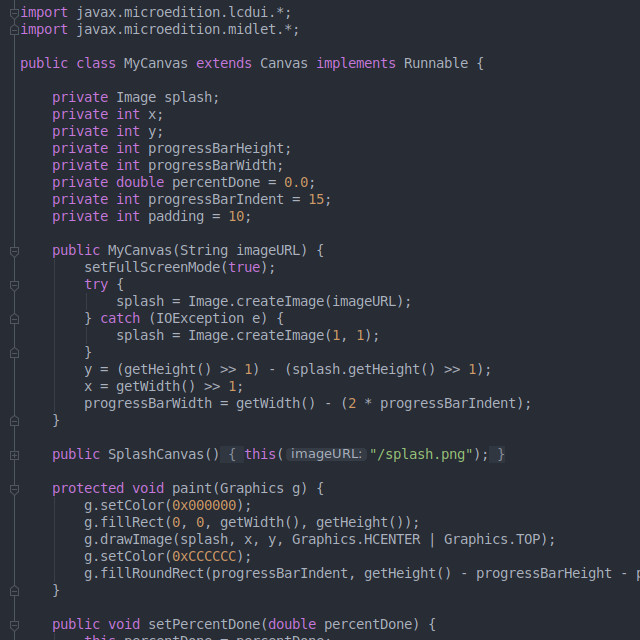 import javax.microedition.lcdui.*;
import javax.microedition.midlet.*;
public class MyCanvas extends Canvas implements Runnable {
private Image splash;
private int x;
private int y;
private int progressBarHeight;
private int progressBarWidth;
private double percentDone = 0.0;
private int progressBarIndent = 15;
private int padding = 10;
public MyCanvas(String imageURL) {
setFullScreenMode(true);
try {
splash = Image.createImage(imageURL);
} catch (IOException e) {
splash = Image.createImage(1, 1);
}
y = (getHeight() >> 1) - (splash.getHeight() >> 1);
x = getWidth() >> 1;
progressBarWidth = getWidth() - (2 * progressBarIndent);
}
public SplashCanvas() { this( imageURL: "/splash.png"); }
protected void paint(Graphics g) {
g.setColor(0x000000);
g.fillRect(0, 0, getWidth(), getHeight());
g.drawImage(splash, x, y, Graphics.HCENTER | Graphics.TOP);
g.setColor(0xCCCCCC);
g.fillRoundRect(progressBarIndent, getHeight() - progressBarHeight -
}
public void setPercentDone(double percentDone) {
this.percentDone = percentDone;